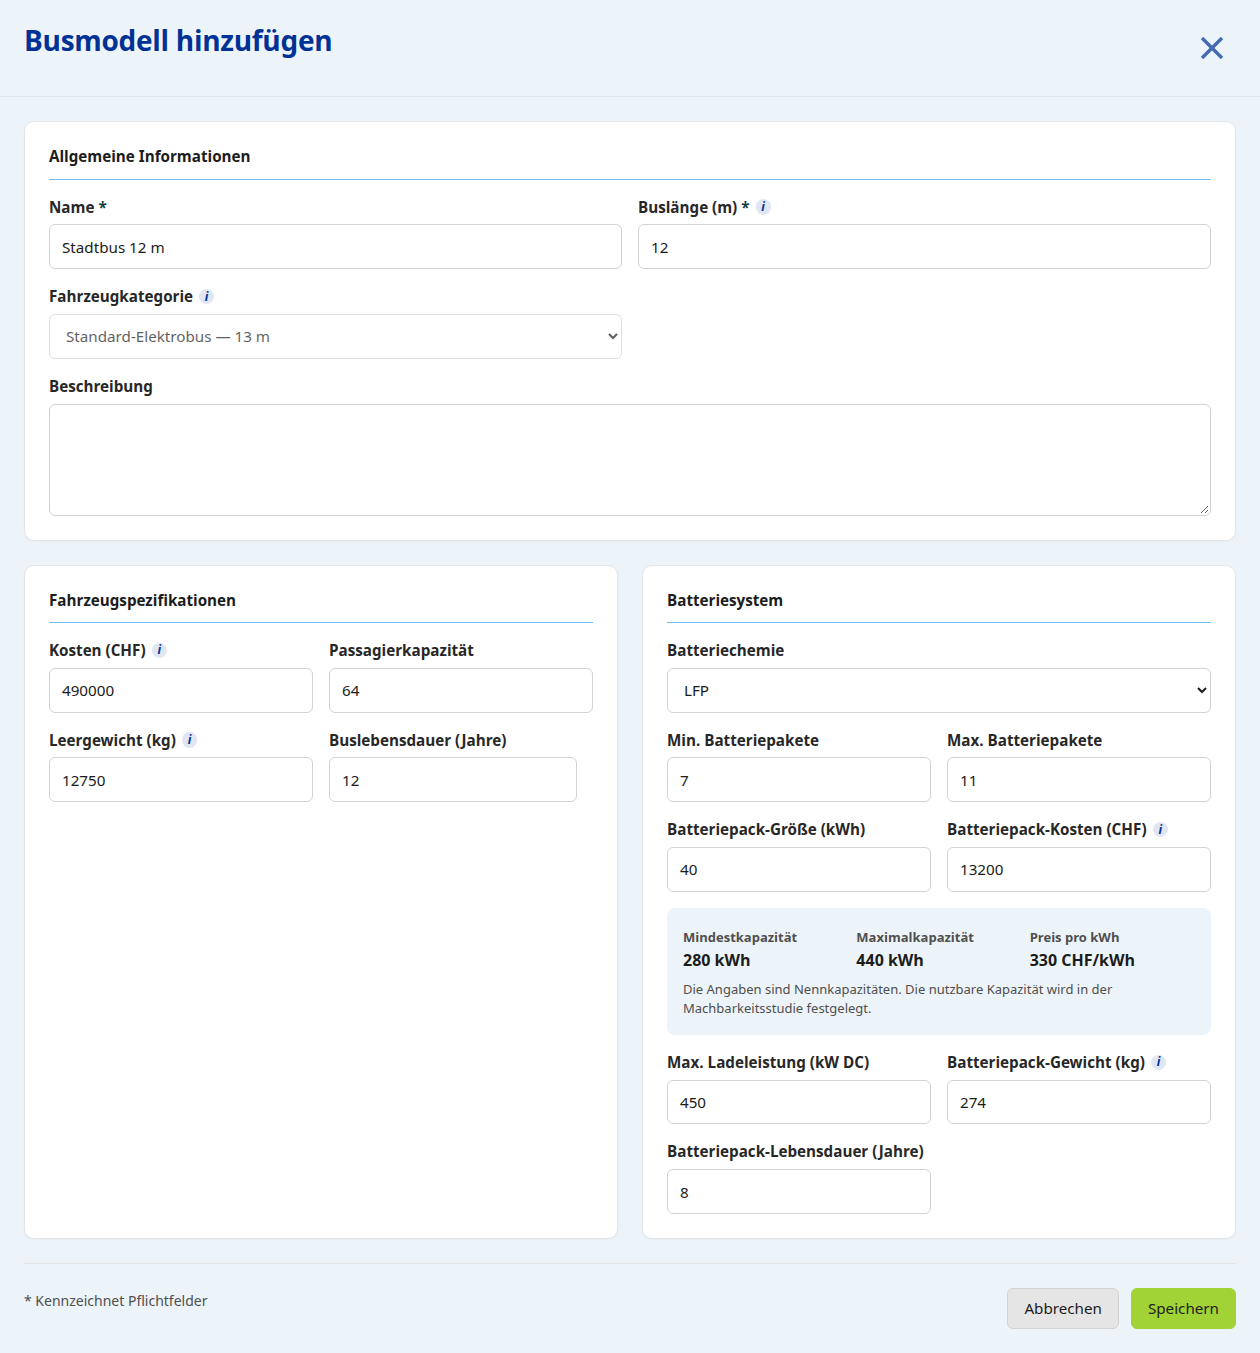 Busmodell hinzufügen
Allgemeine Informationen
Name *
Buslänge (m) * i
Stadtbus 12 m
12
Fahrzeugkategorie i
Standard-Elektrobus — 13 m
Beschreibung
Fahrzeugspezifikationen
Kosten (CHF) i
Passagierkapazität
490000
64
Leergewicht (kg) i
Buslebensdauer (Jahre)
12750
12
Batteriesystem
Batteriechemie
LFP
Min. Batteriepakete
Max. Batteriepakete
7
11
Batteriepack-Größe (kWh)
Batteriepack-Kosten (CHF) i
40
13200
Mindestkapazität
Maximalkapazität
Preis pro kWh
280 kWh
440 kWh
330 CHF/kWh
Die Angaben sind Nennkapazitäten. Die nutzbare Kapazität wird in der
Machbarkeitsstudie festgelegt.
Max. Ladeleistung (kW DC)
Batteriepack-Gewicht (kg) i
450
274
Batteriepack-Lebensdauer (Jahre)
8
* Kennzeichnet Pflichtfelder
Abbrechen
Speichern